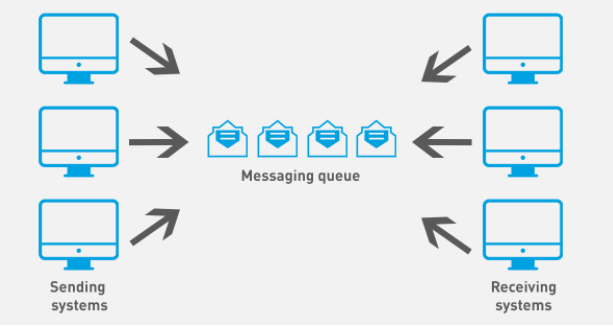 Messaging queue
Sending
systems
Receiving
systems